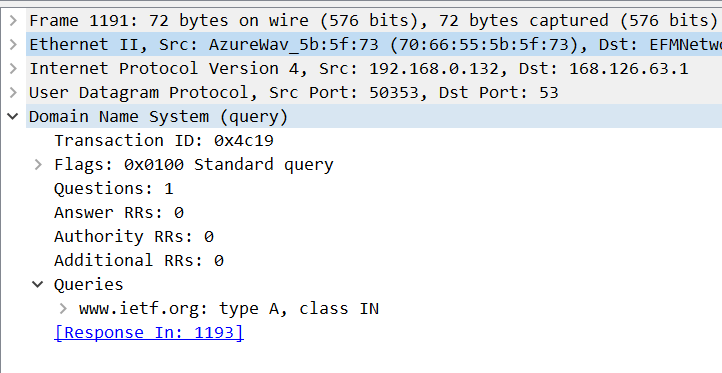 Frame 1191: 72 bytes on wire (576 bits), 72 bytes captured (576 bits)
Ethernet II, Src: AzureWav_5b:5f:73 (70:66:55:5b:5f:73), Dst: EFMNetw
Internet Protocol Version 4, Src: 192.168.0.132, Dst: 168.126.63.1
User Datagram Protocol, Src Port: 50353, Dst Port: 53
Domain Name System (query)
Transaction ID: 0x4c19
Flags: 0x0100 Standard query
Questions: 1
Answer RRs: 0
Authority RRs: 0
Additional RRs: 0
Queries
www.ietf.org: type A, class IN
[Response In: 1193]